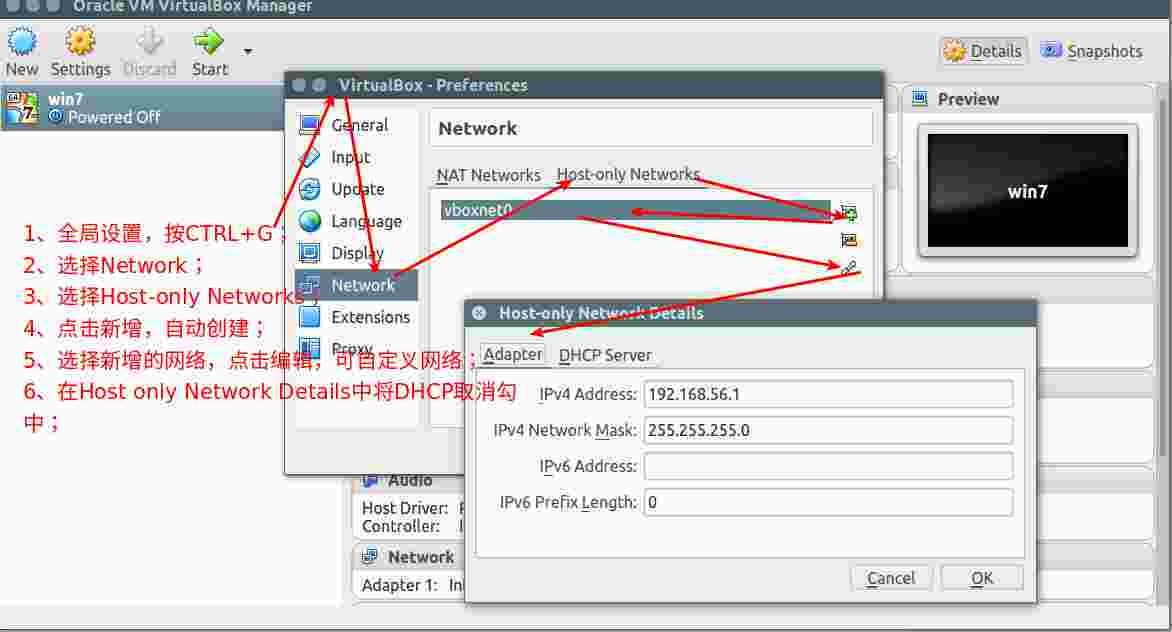 Oracle VM VirtualBox Manager
New Settings Discard Start
Details Snapshots
win7
Powered Off
VirtualBox - Preferences
General
Input
Update
Language
Display
Network
Extensions
Proxy
Network
NAT Networks Host-only Networks
vboxnet0
Preview
win7
1、全局设置，按CTRL+G；
2、选择Network；
3、选择Host-only Networks；
4、点击新增，自动创建；
5、选择新增的网络，点击编辑，可自定义网络；
6、在Host only Network Details中将DHCP取消勾
中；
Host-only Network Details
Adapter DHCP Server
IPv4 Address: 192.168.56.1
IPv4 Network Mask: 255.255.255.0
IPv6 Address:
IPv6 Prefix Length: 0
Cancel OK
Audio
Host Driver:
Controller:
Network
Adapter 1: